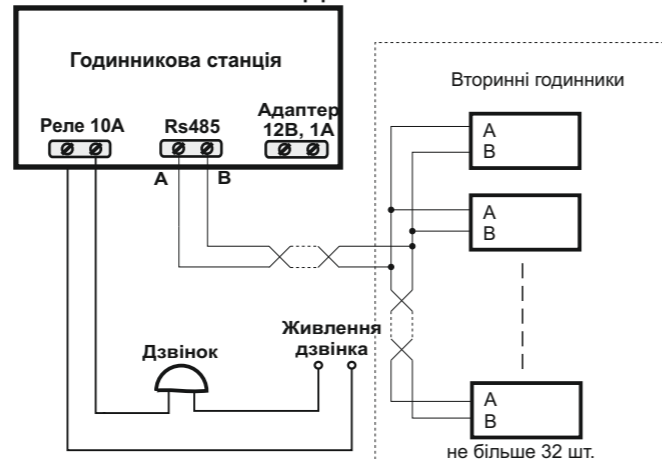 Годинникова станція
Реле 10А
Rs485
Адаптер
12В, 1А
А
В
Вторинні годинники
А
В
А
В
Дзвінок
Живлення
дзвінка
А
В
не більше 32 шт.